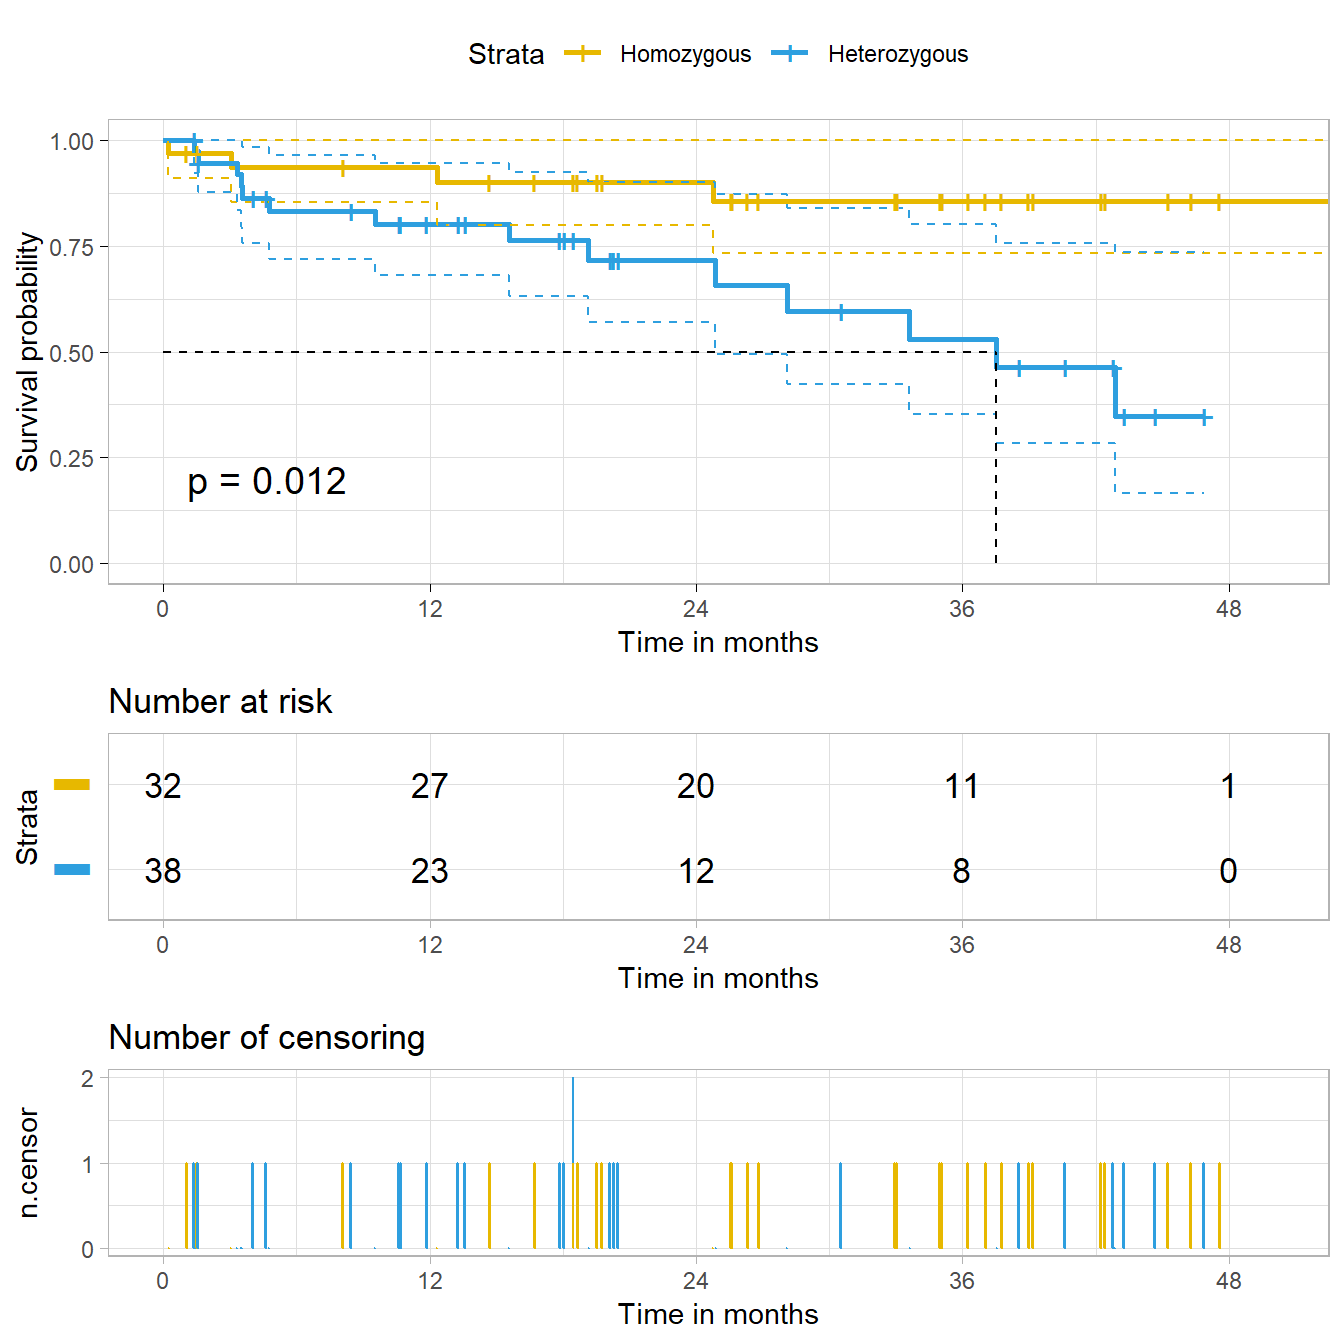 Strata Homozygous Heterozygous
Survival probability
1.00
0.75
0.50
0.25
0.00
p = 0.012
0 12 24 36 48
Time in months
Number at risk
Strata
32 27 20 11 1
38 23 12 8 0
0 12 24 36 48
Time in months
Number of censoring
n.censor
2
1
0
0 12 24 36 48
Time in months